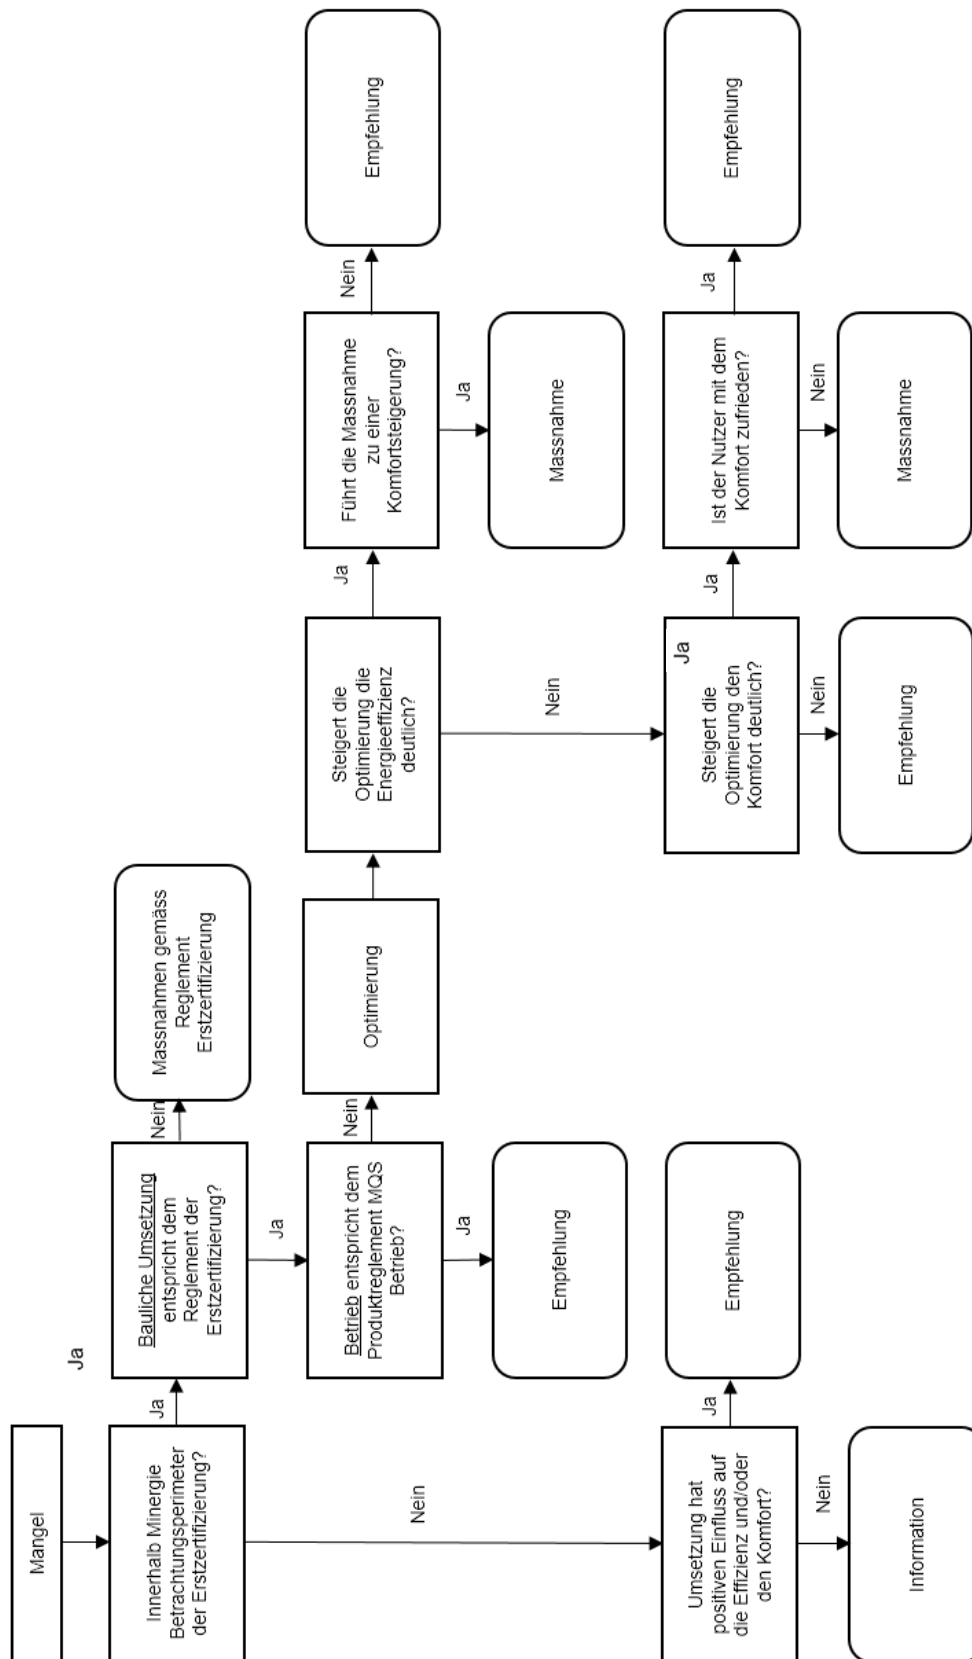 Mangel
Innerhalb Minergie
Betrachtungsperimeter
der Erstzertifizierung?
Ja
Ja
Bauliche Umsetzung
entspricht dem
Reglement der
Erstzertifizierung?
Nein
Massnahmen gemäss
Reglement
Erstzertifizierung
Ja
Betrieb entspricht dem
Produktreglement MQS
Betrieb?
Nein
Optimierung
Steigert die
Optimierung die
Energieeffizienz
deutlich?
Ja
Führt die Massnahme
zu einer
Komfortsteigerung?
Nein
Empfehlung
Ja
Empfehlung
Ja
Massnahme
Nein
Nein
Umsetzung hat
positiven Einfluss auf
die Effizienz und/oder
den Komfort?
Ja
Empfehlung
Ja
Steigert die
Optimierung den
Komfort deutlich?
Ja
Ist der Nutzer mit dem
Komfort zufrieden?
Ja
Empfehlung
Nein
Information
Nein
Empfehlung
Nein
Massnahme